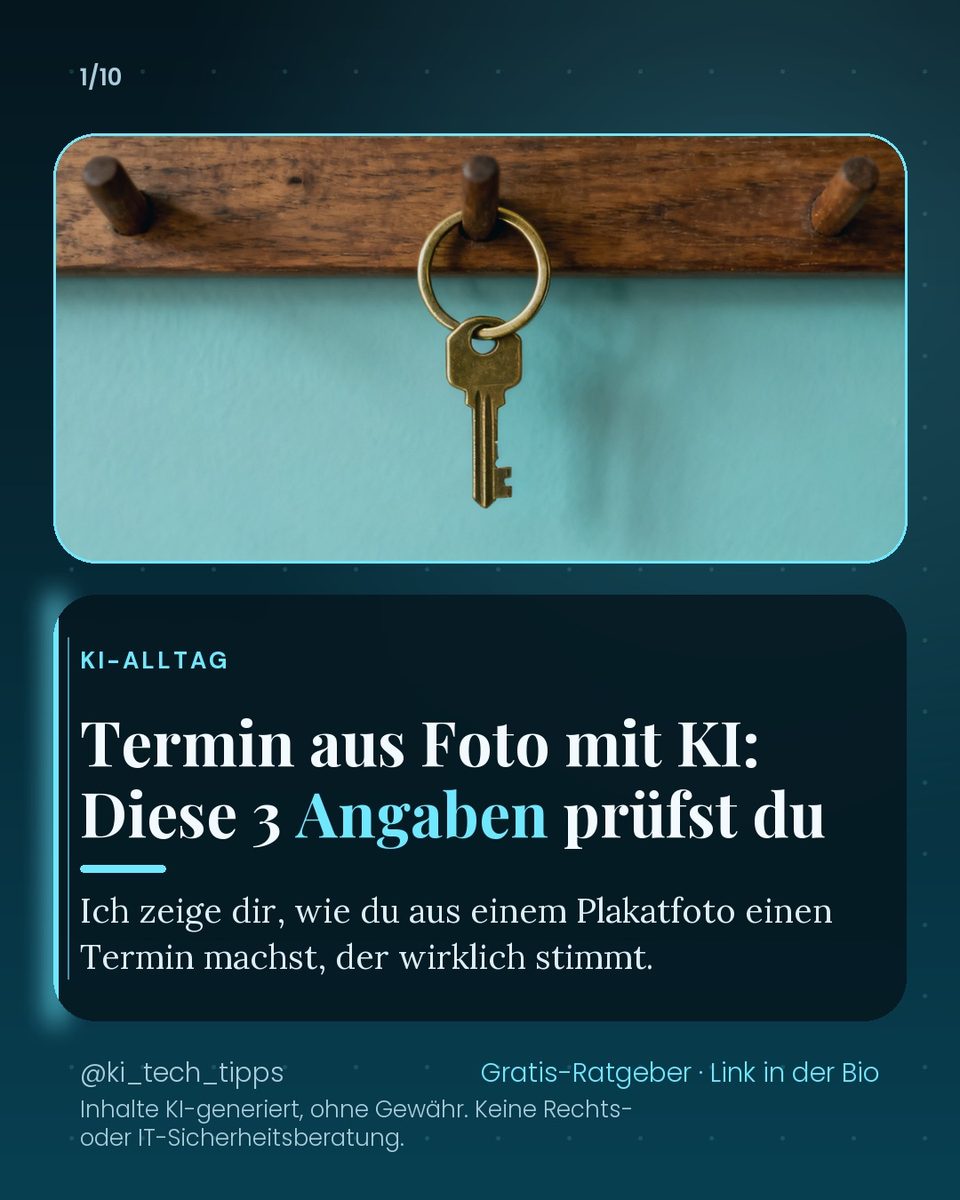 1/10
KI-ALLTAG
Termin aus Foto mit KI:
Diese 3 Angaben prüfst du
Ich zeige dir, wie du aus einem Plakatfoto einen
Termin machst, der wirklich stimmt.
@ki_tech_tipps
Gratis-Ratgeber · Link in der Bio
Inhalte KI-generiert, ohne Gewähr. Keine Rechts-
oder IT-Sicherheitsberatung.